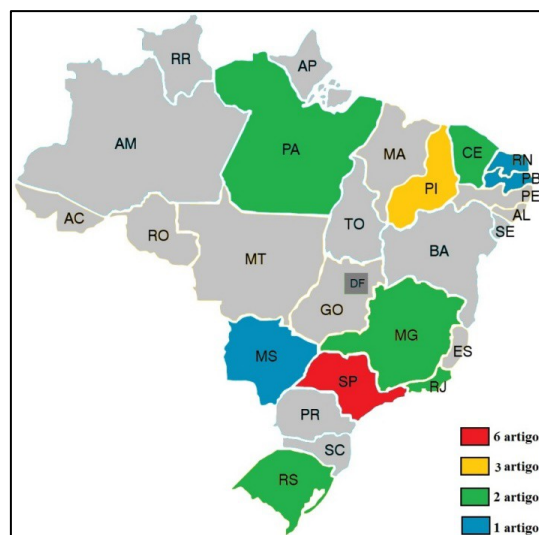 RR
AP
AM
PA
MA
CE
RN
PB
PE
AL
SE
PI
AC
RO
TO
MT
BA
DF
GO
MS
MG
ES
SP
RJ
PR
SC
RS
6 artigo
3 artigo
2 artigo
1 artigo